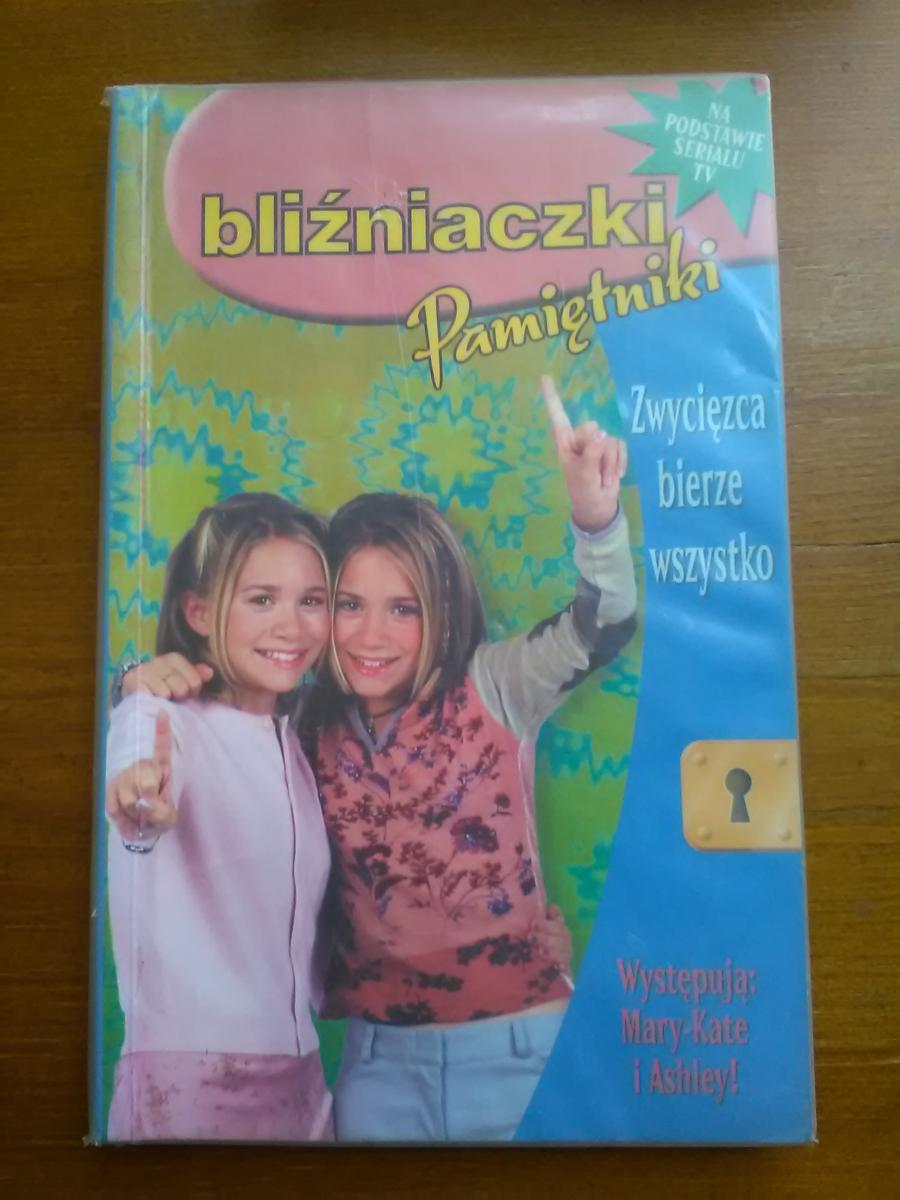 NA
PODSTAWIE
SERIALU
TV
bliźniaczki
Pamiętniki
Zwycięzca
bierze
wszystko
Występują:
Mary-Kate
i Ashley!